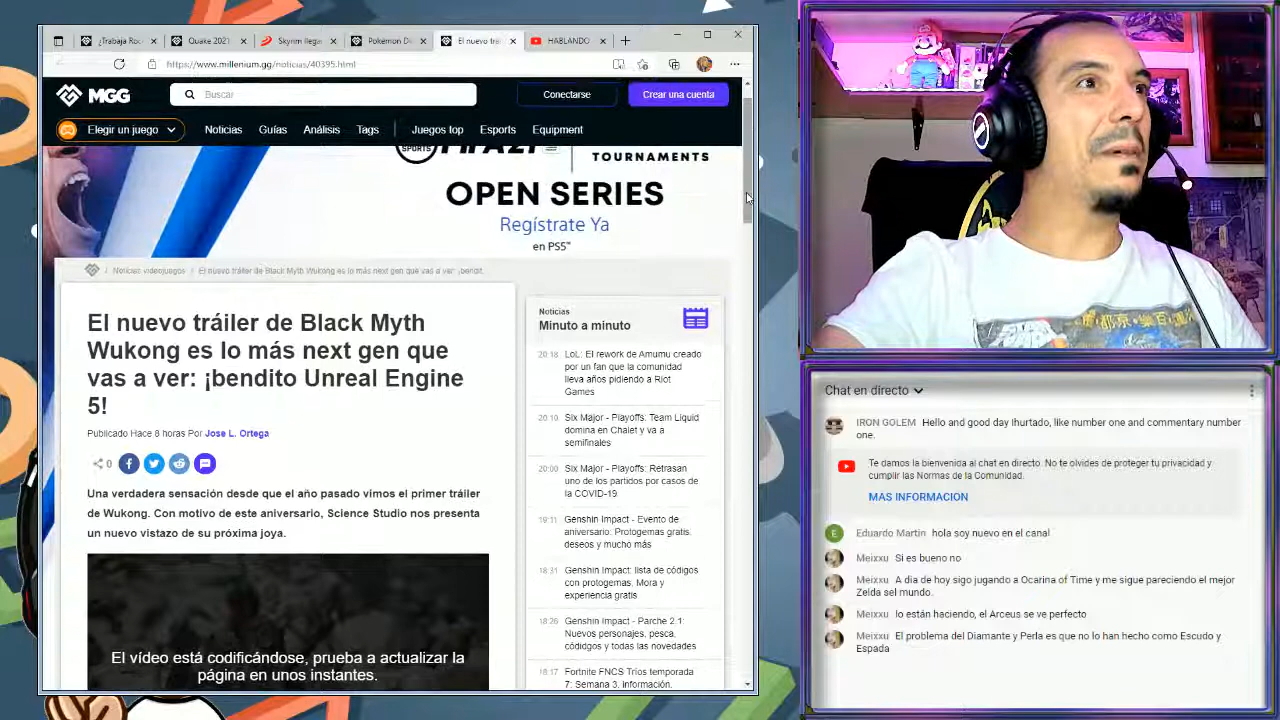 ¿Trabaja Roc
Quake 2021
Skyrim llega
Pokémon Di
El nuevo trái
HABLANDO
https://www.millenium.gg/noticias/40395.html
MGG
Buscar
Conectarse
Crear una cuenta
Elegir un juego
Noticias
Guías
Análisis
Tags
Juegos top
Esports
Equipment
SPORTS
FIFA21
TOURNAMENTS
OPEN SERIES
Regístrate Ya
en PS5™
/ Noticias videojuegos / El nuevo tráiler de Black Myth Wukong es lo más next gen que vas a ver: ¡bendit.
El nuevo tráiler de Black Myth
Wukong es lo más next gen que
vas a ver: ¡bendito Unreal Engine
5!
Publicado Hace 8 horas Por Jose L. Ortega
0
Una verdadera sensación desde que el año pasado vimos el primer tráiler
de Wukong. Con motivo de este aniversario, Science Studio nos presenta
un nuevo vistazo de su próxima joya.
El vídeo está codificándose, prueba a actualizar la
página en unos instantes.
Noticias
Minuto a minuto
20:18 LoL: El rework de Amumu creado
por un fan que la comunidad
lleva años pidiendo a Riot
Games
20:10 Six Major - Playoffs: Team Liquid
domina en Chalet y va a
semifinales
20:00 Six Major - Playoffs: Retrasan
uno de los partidos por casos de
la COVID-19
19:11 Genshin Impact - Evento de
aniversario: Protogemas gratis,
deseos y mucho más
18:31 Genshin Impact: lista de códigos
con protogemas, Mora y
experiencia gratis
18:26 Genshin Impact - Parche 2.1:
Nuevos personajes, pesca,
códigos y todas las novedades
18:17 Fortnite FNCS Tríos temporada
7: Semana 3, información,
Chat en directo
IRON GOLEM Hello and good day lhurtado, like number one and commentary number
one.
Te damos la bienvenida al chat en directo. No te olvides de proteger tu privacidad y
cumplir las Normas de la Comunidad.
MAS INFORMACION
E Eduardo Martin hola soy nuevo en el canal
Meixxu Si es bueno no
Meixxu A dia de hoy sigo jugando a Ocarina of Time y me sigue pareciendo el mejor
Zelda sel mundo.
Meixxu lo están haciendo, el Arceus se ve perfecto
Meixxu El problema del Diamante y Perla es que no lo han hecho como Escudo y
Espada